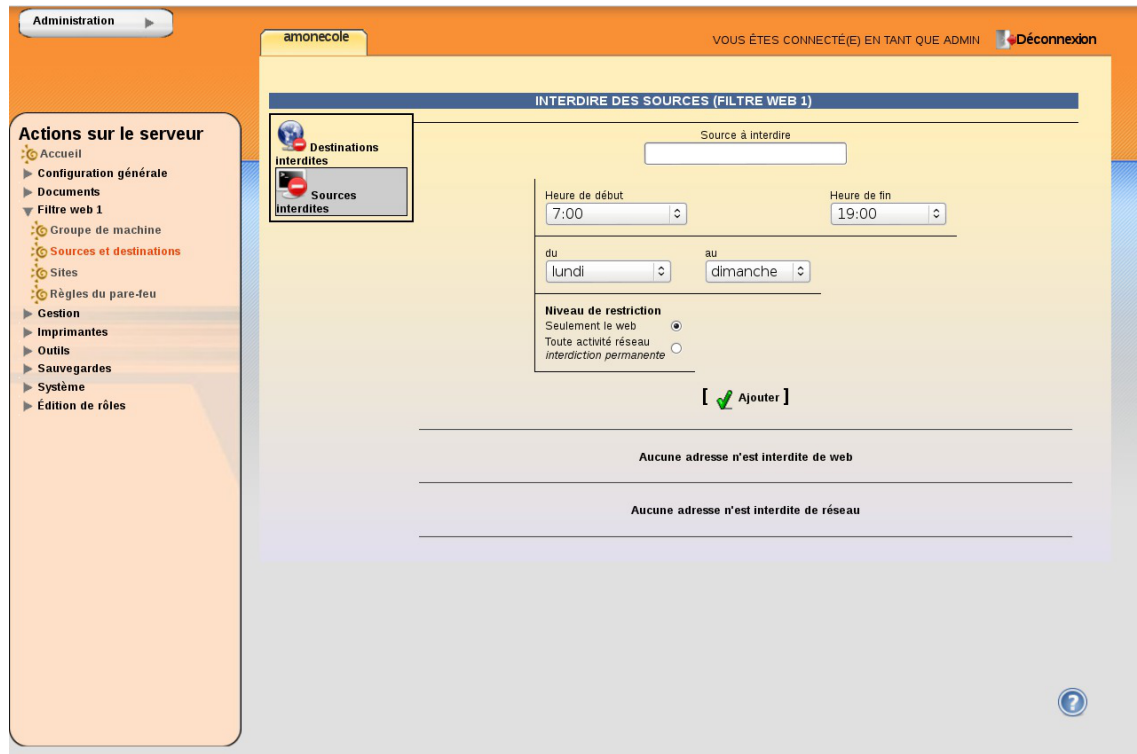 Administration
amonecole
VOUS ÊTES CONNECTÉ(E) EN TANT QUE ADMIN
Déconnexion
Actions sur le serveur
Accueil
Configuration générale
Documents
Filtre web 1
Groupe de machine
Sources et destinations
Sites
Règles du pare-feu
Gestion
Imprimantes
Outils
Sauvegardes
Système
Édition de rôles
INTERDIRE DES SOURCES (FILTRE WEB 1)
Destinations
interdites
Sources
interdites
Source à interdire
Heure de début
Heure de fin
7:00
19:00
du
au
lundi
dimanche
Niveau de restriction
Seulement le web
Toute activité réseau
interdiction permanente
[ Ajouter ]
Aucune adresse n'est interdite de web
Aucune adresse n'est interdite de réseau
?